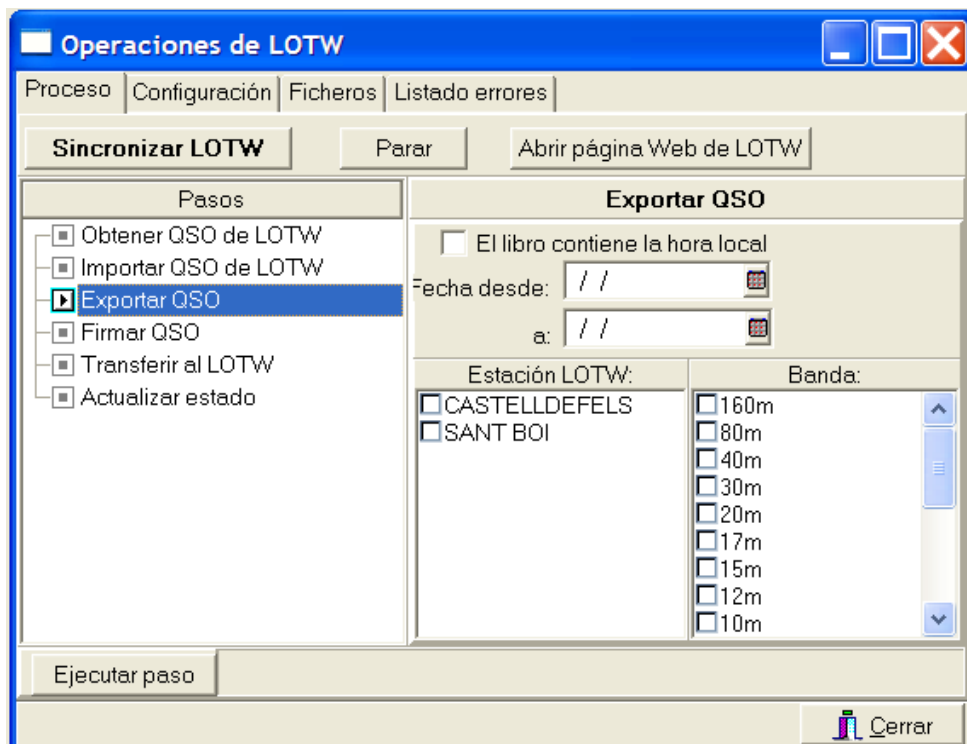 Operaciones de LOTW
Proceso Configuración Ficheros Listado errores
Sincronizar LOTW Parar Abrir página Web de LOTW
Pasos
Obtener QSO de LOTW
Importar QSO de LOTW
Exportar QSO
Firmar QSO
Transferir al LOTW
Actualizar estado
Exportar QSO
El libro contiene la hora local
Fecha desde: / /
a: / /
Estación LOTW:
CASTELLDEFELS
SANT BOI
Banda:
160m
80m
40m
30m
20m
17m
15m
12m
10m
Ejecutar paso
Cerrar